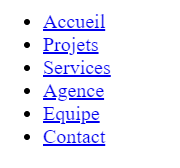 Accueil
Projets
Services
Agence
Equipe
Contact